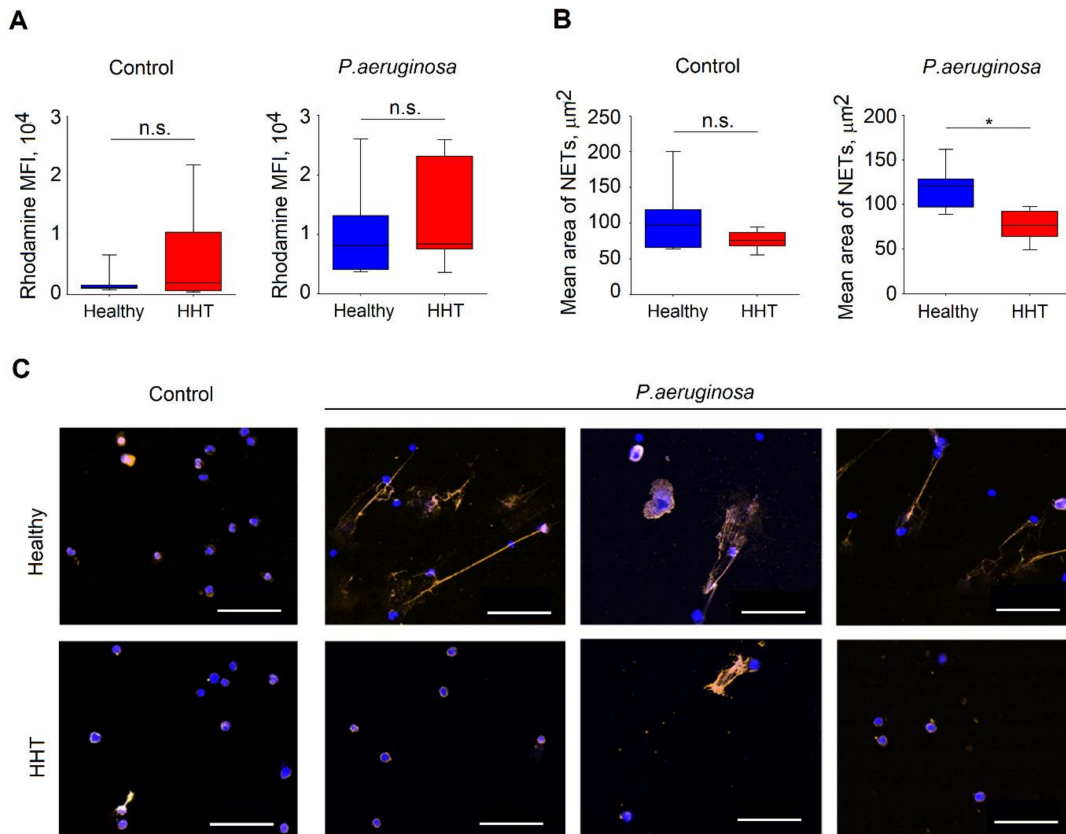 A
B
Control
P.aeruginosa
Control
P.aeruginosa
Rhodamine MFI, 10⁴
3
2
1
0
n.s.
Healthy
HHT
Rhodamine MFI, 10⁴
3
2
1
0
n.s.
Healthy
HHT
Mean area of NETs, µm²
250
200
150
100
50
0
n.s.
Healthy
HHT
Mean area of NETs, µm²
200
150
100
50
0
*
Healthy
HHT
C
Control
P.aeruginosa
Healthy
HHT